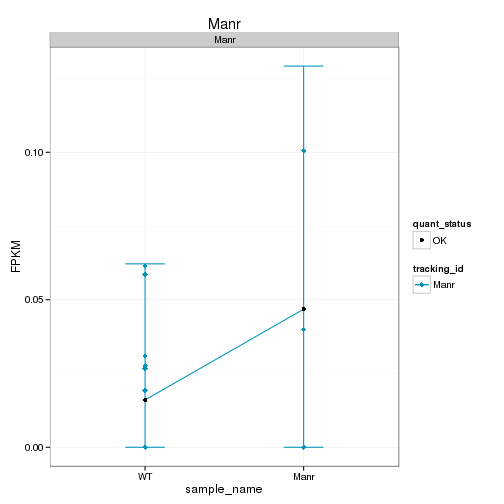 Manr
Manr
0.10
0.05
0.00
FPKM
WT
Manr
sample_name
quant_status
OK
tracking_id
Manr